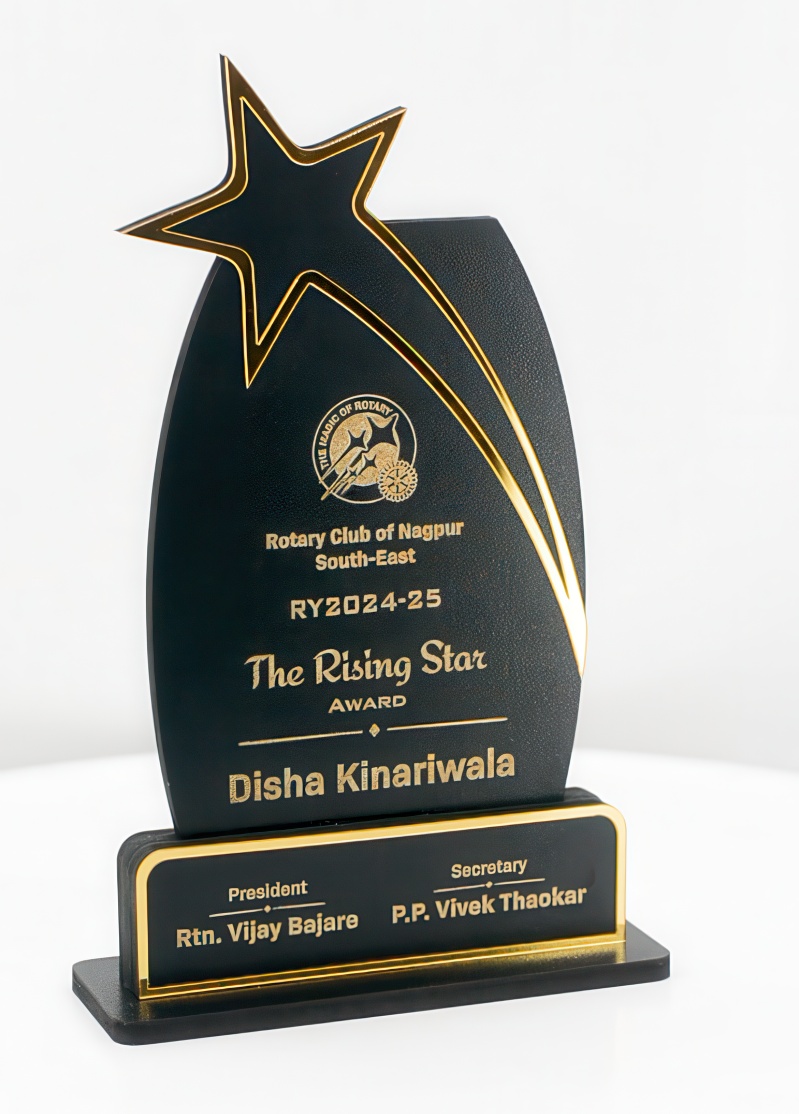 THE MAGIC OF ROTARY
Rotary Club of Nagpur
South-East
RY2024-25
The Rising Star
AWARD
Disha Kinariwala
President
Rtn. Vijay Bajare
Secretary
P.P. Vivek Thaokar